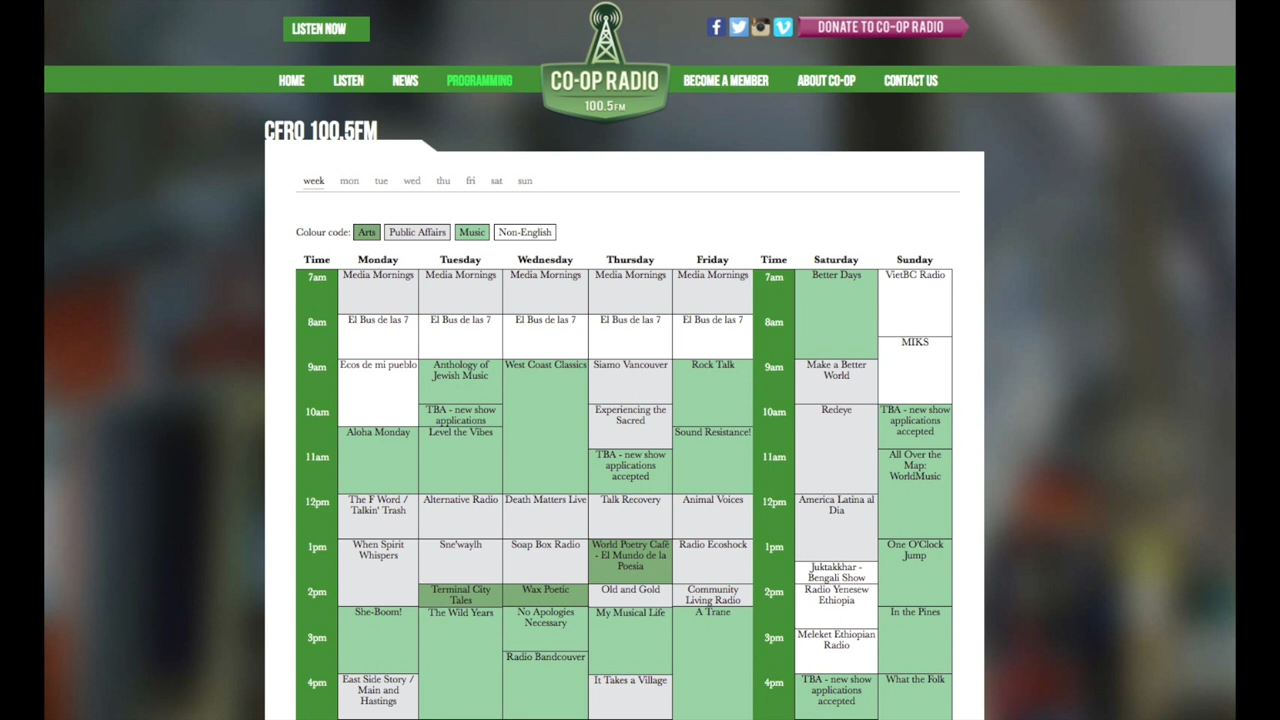 LISTEN NOW
DONATE TO CO-OP RADIO
HOME LISTEN NEWS PROGRAMMING CO-OP RADIO BECOME A MEMBER ABOUT CO-OP CONTACT US
100.5FM
CFRO 100.5FM
week mon tue wed thu fri sat sun
Colour code: Arts Public Affairs Music Non-English
Time Monday Tuesday Wednesday Thursday Friday Time Saturday Sunday
7am Media Mornings Media Mornings Media Mornings Media Mornings Media Mornings 7am Better Days VietBC Radio
8am El Bus de las 7 El Bus de las 7 El Bus de las 7 El Bus de las 7 El Bus de las 7 8am
MIKS
9am Ecos de mi pueblo Anthology of West Coast Classics Siamo Vancouver Rock Talk 9am Make a Better
Jewish Music World
10am TBA - new show Experiencing the 10am Redeye TBA - new show
applications Sacred applications
Aloha Monday Level the Vibes Sound Resistance! accepted
11am TBA - new show 11am All Over the
applications Map:
accepted WorldMusic
12pm The F Word / Alternative Radio Death Matters Live Talk Recovery Animal Voices 12pm America Latina al
Talkin' Trash Dia
1pm When Spirit Sne'waylh Soap Box Radio World Poetry Café Radio Ecoshock 1pm One O'Clock
Whispers - El Mundo de la Jump
Poesia Juktakkhar -
Bengali Show
2pm Terminal City Wax Poetic Old and Gold Community 2pm Radio Yenesew
Tales Living Radio Ethiopia
She-Boom! The Wild Years No Apologies My Musical Life A Trane In the Pines
Necessary
3pm 3pm Meleket Ethiopian
Radio Bandcouver Radio
4pm East Side Story / It Takes a Village 4pm TBA - new show What the Folk
Main and applications
Hastings accepted